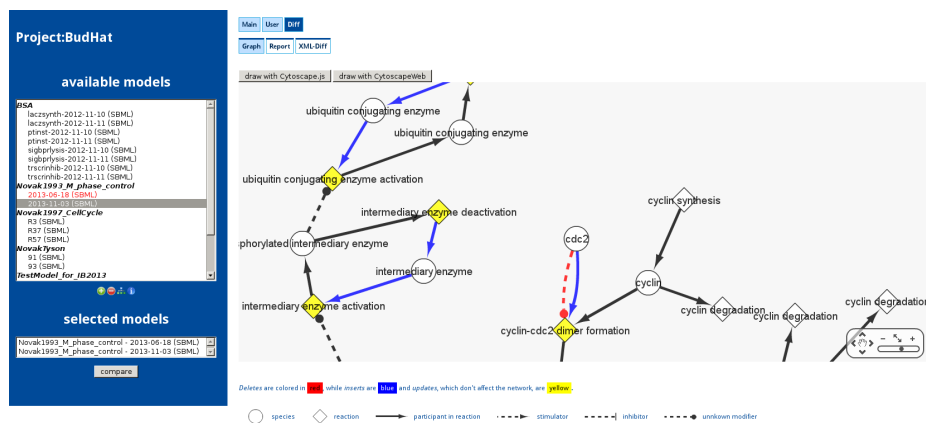 Project:BudHat
available models
BSA
laczsynth-2012-11-10 (SBML)
laczsynth-2012-11-11 (SBML)
ptinst-2012-11-10 (SBML)
ptinst-2012-11-11 (SBML)
sigbprlysis-2012-11-10 (SBML)
sigbprlysis-2012-11-11 (SBML)
trscrinhib-2012-11-10 (SBML)
trscrinhib-2012-11-11 (SBML)
Novak1993_M_phase_control
2013-06-18 (SBML)
2013-11-03 (SBML)
Novak1997_CellCycle
R3 (SBML)
R37 (SBML)
R57 (SBML)
NovakTyson
91 (SBML)
93 (SBML)
TestModel_for_IB2013
selected models
Novak1993_M_phase_control - 2013-06-18 (SBML)
Novak1993_M_phase_control - 2013-11-03 (SBML)
compare
Main User Diff
Graph Report XML-Diff
draw with Cytoscape.js draw with CytoscapeWeb
ubiquitin conjugating enzyme
ubiquitin conjugating enzyme
ubiquitin conjugating enzyme activation
intermediary enzyme deactivation
phorylated intermediary enzyme
intermediary enzyme
intermediary enzyme activation
cyclin synthesis
cdc2
cyclin
cyclin degradation
cyclin degradation
cyclin degradation
cyclin-cdc2 dimer formation
Deletes are colored in red, while inserts are blue and updates, which don't affect the network, are yellow.
species reaction participant in reaction stimulator inhibitor unnkown modifier